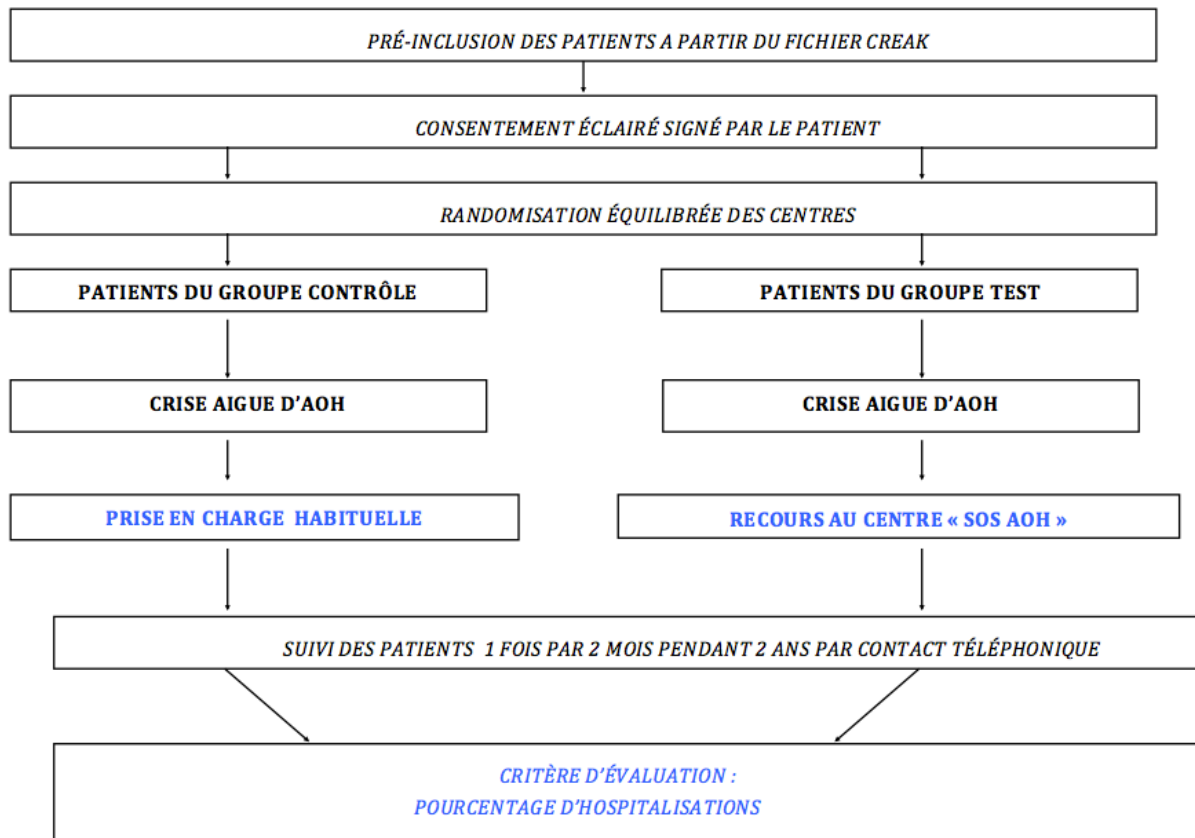 PRÉ-INCLUSION DES PATIENTS A PARTIR DU FICHIER CREAK
CONSENTEMENT ÉCLAIRÉ SIGNÉ PAR LE PATIENT
RANDOMISATION ÉQUILIBRÉE DES CENTRES
PATIENTS DU GROUPE CONTRÔLE
PATIENTS DU GROUPE TEST
CRISE AIGUE D’AOH
CRISE AIGUE D’AOH
PRISE EN CHARGE HABITUELLE
RECOURS AU CENTRE « SOS AOH »
SUIVI DES PATIENTS 1 FOIS PAR 2 MOIS PENDANT 2 ANS PAR CONTACT TÉLÉPHONIQUE
CRITÈRE D’ÉVALUATION :
POURCENTAGE D’HOSPITALISATIONS